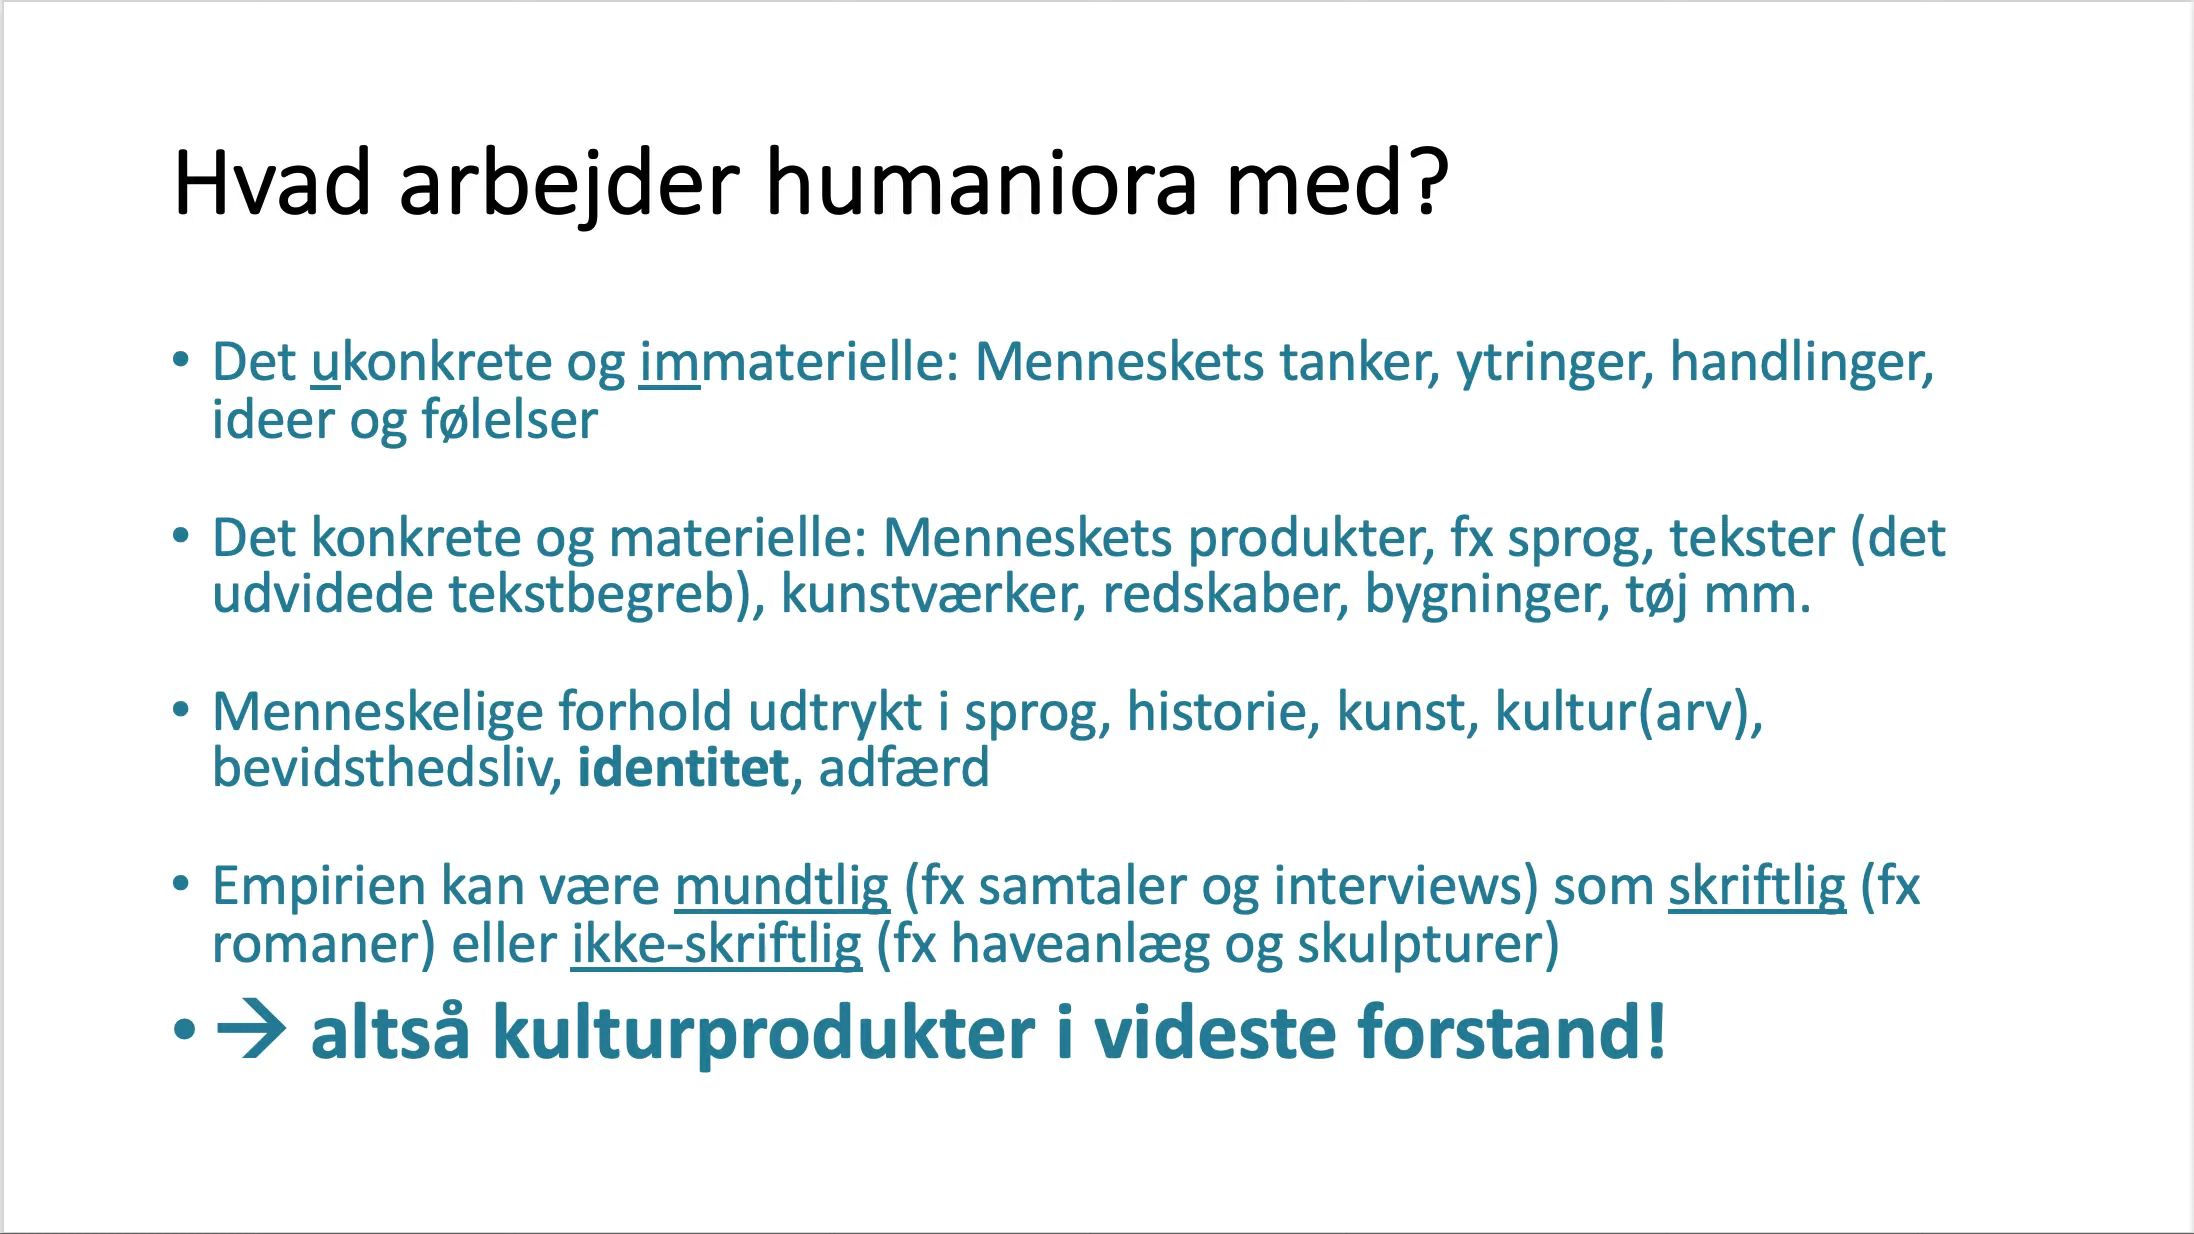 Hvad arbejder humaniora med?
• Det ukonkrete og immaterielle: Menneskets tanker, ytringer, handlinger,
ideer og følelser
• Det konkrete og materielle: Menneskets produkter, fx sprog, tekster (det
udvidede tekstbegreb), kunstværker, redskaber, bygninger, tøj mm.
• Menneskelige forhold udtrykt i sprog, historie, kunst, kultur(arv),
bevidsthedsliv, identitet, adfærd
• Empirien kan være mundtlig (fx samtaler og interviews) som skriftlig (fx
romaner) eller ikke-skriftlig (fx haveanlæg og skulpturer)
• → altså kulturprodukter i videste forstand!